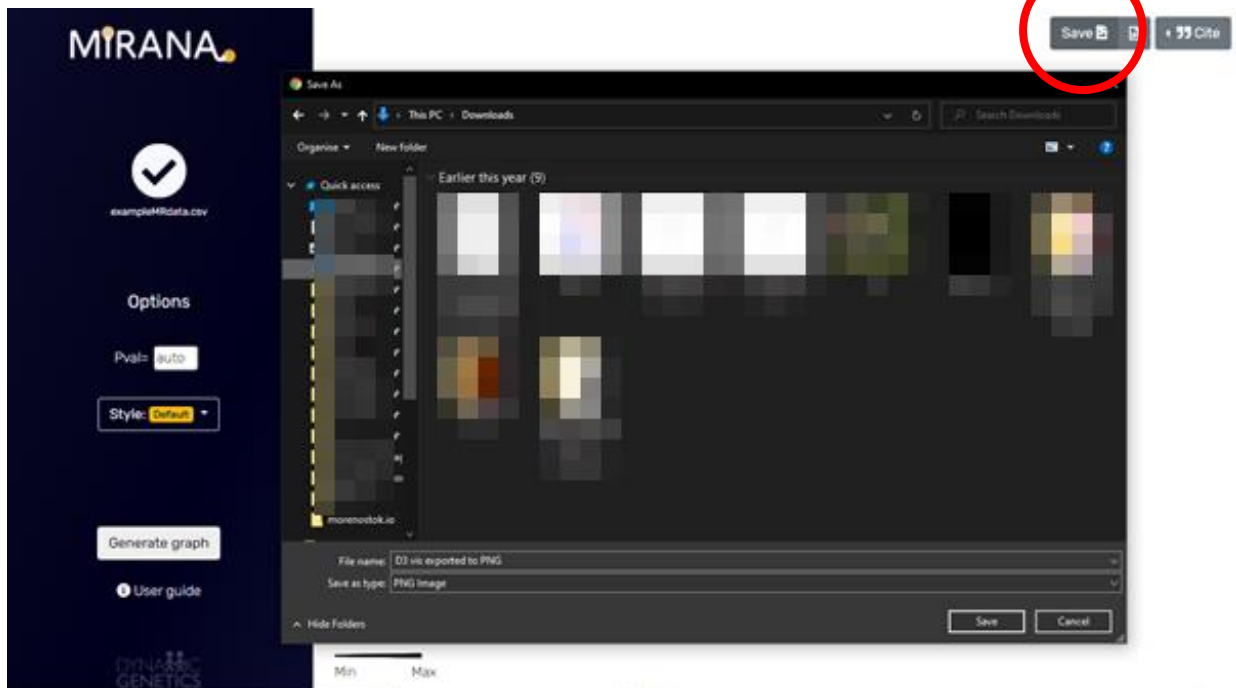 MIRANA
Save
Cite
Save As
This PC
Downloads
Search Downloads
Organise
New folder
Quick access
Earlier this year (9)
exampleMRdata.csv
Options
Pval= auto
Style: Default
morenostok.io
Generate graph
File name: D3 vis exported to PNG
Save as type: PNG Image
User guide
Hide Folders
Save
Cancel
DYNAMIC
GENETICS
Min Max